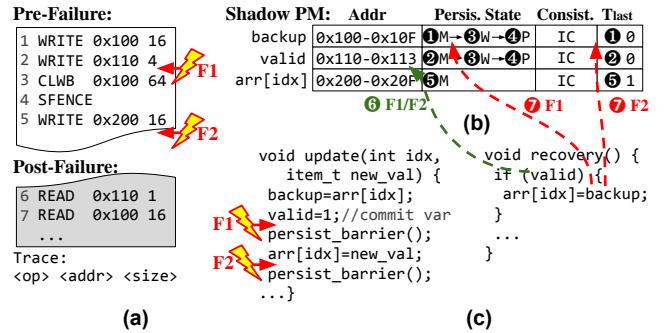 Pre-Failure:
1 WRITE 0x100 16
2 WRITE 0x110 4
3 CLWB 0x100 64
4 SFENCE
5 WRITE 0x200 16
F1
F2
Post-Failure:
6 READ 0x110 1
7 READ 0x100 16
...
Trace:
<op> <addr> <size>
(a)
Shadow PM: Addr Persis. State Consist. Tlast
backup 0x100-0x10F ❶M→❸W→❹P IC ❶ 0
valid 0x110-0x113 ❷M→❸W→❹P IC ❷ 0
arr[idx] 0x200-0x20F ❺M IC ❺ 1
❻ F1/F2 ❼ F1 ❼ F2
(b)
void update(int idx,
item_t new_val) {
backup=arr[idx];
valid=1;//commit var
F1
persist_barrier();
arr[idx]=new_val;
F2
persist_barrier();
...}
void recovery() {
if (valid) {
arr[idx]=backup;
}
...
}
(c)